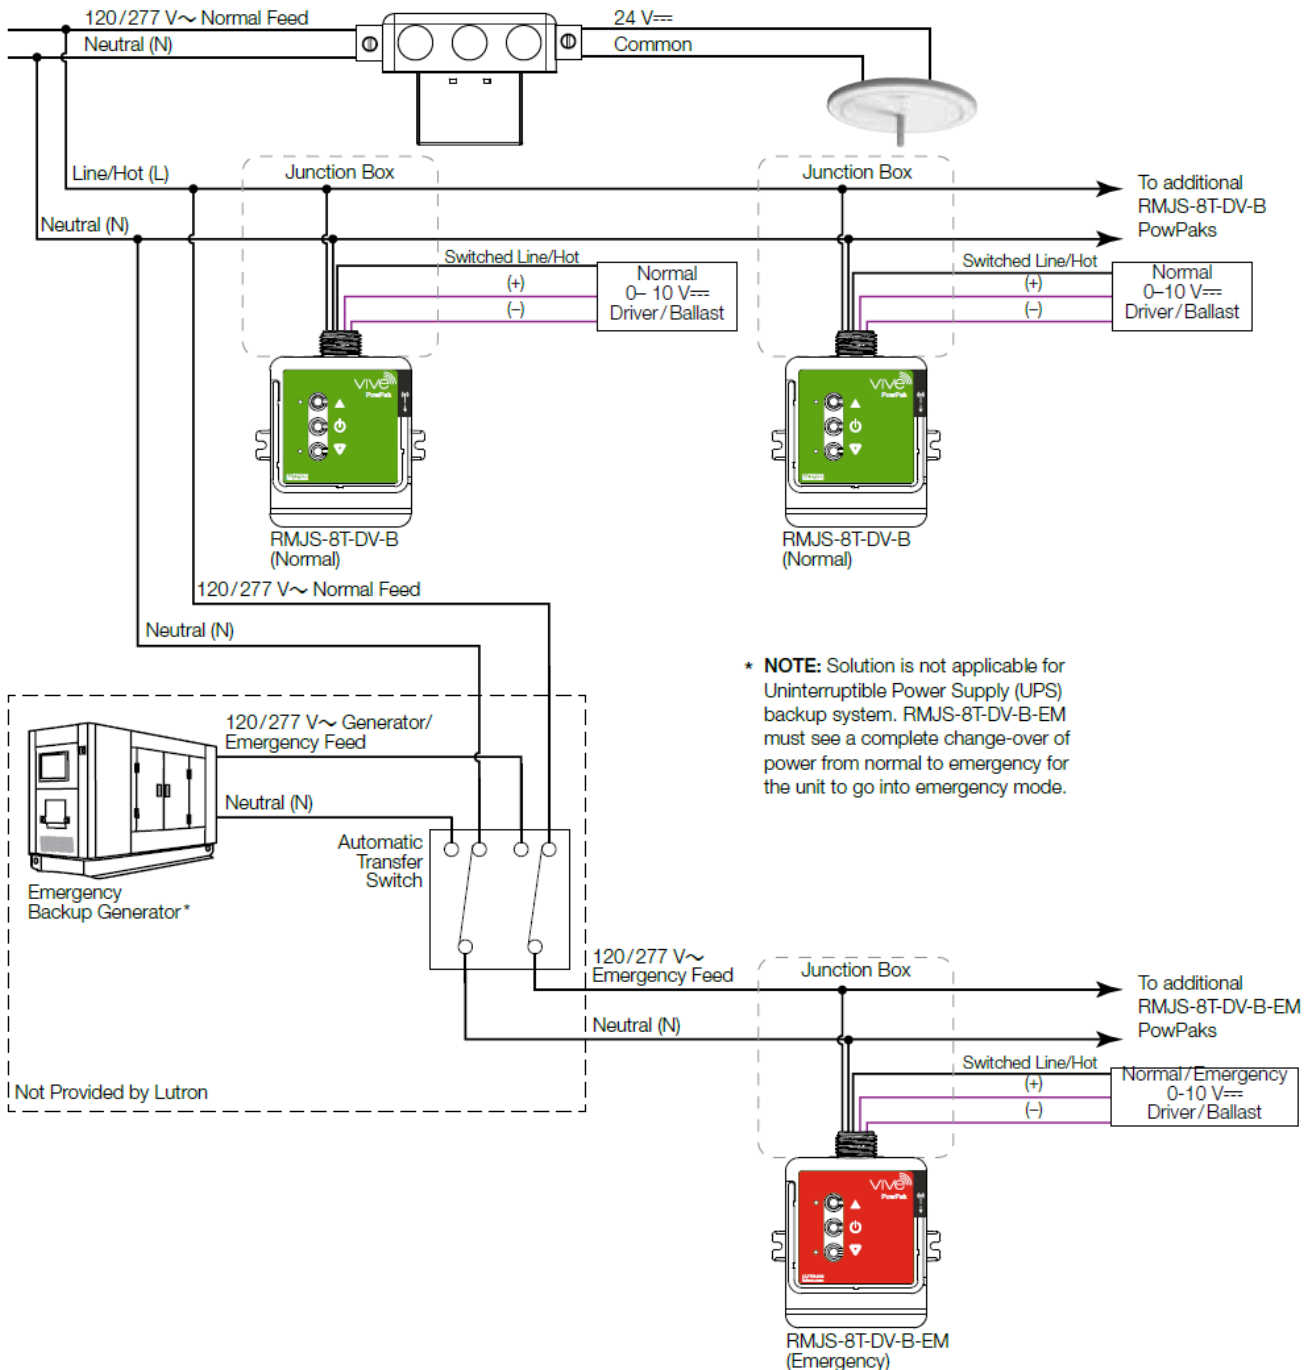 120/277 V~ Normal Feed
Neutral (N)
24 V⎓
Common
Line/Hot (L)
Junction Box
Junction Box
To additional
RMJS-8T-DV-B
PowPaks
Neutral (N)
Switched Line/Hot
(+)
(–)
Normal
0– 10 V⎓
Driver/Ballast
Switched Line/Hot
(+)
(–)
Normal
0–10 V⎓
Driver/Ballast
vive
PowPak
LUTRON
vive
PowPak
LUTRON
RMJS-8T-DV-B
(Normal)
RMJS-8T-DV-B
(Normal)
120/277 V~ Normal Feed
Neutral (N)
* NOTE: Solution is not applicable for
Uninterruptible Power Supply (UPS)
backup system. RMJS-8T-DV-B-EM
must see a complete change-over of
power from normal to emergency for
the unit to go into emergency mode.
120/277 V~ Generator/
Emergency Feed
Neutral (N)
Automatic
Transfer
Switch
Emergency
Backup Generator*
120/277 V~
Emergency Feed
Junction Box
To additional
RMJS-8T-DV-B-EM
PowPaks
Neutral (N)
Switched Line/Hot
(+)
(–)
Normal/Emergency
0-10 V⎓
Driver/Ballast
Not Provided by Lutron
vive
PowPak
LUTRON
RMJS-8T-DV-B-EM
(Emergency)